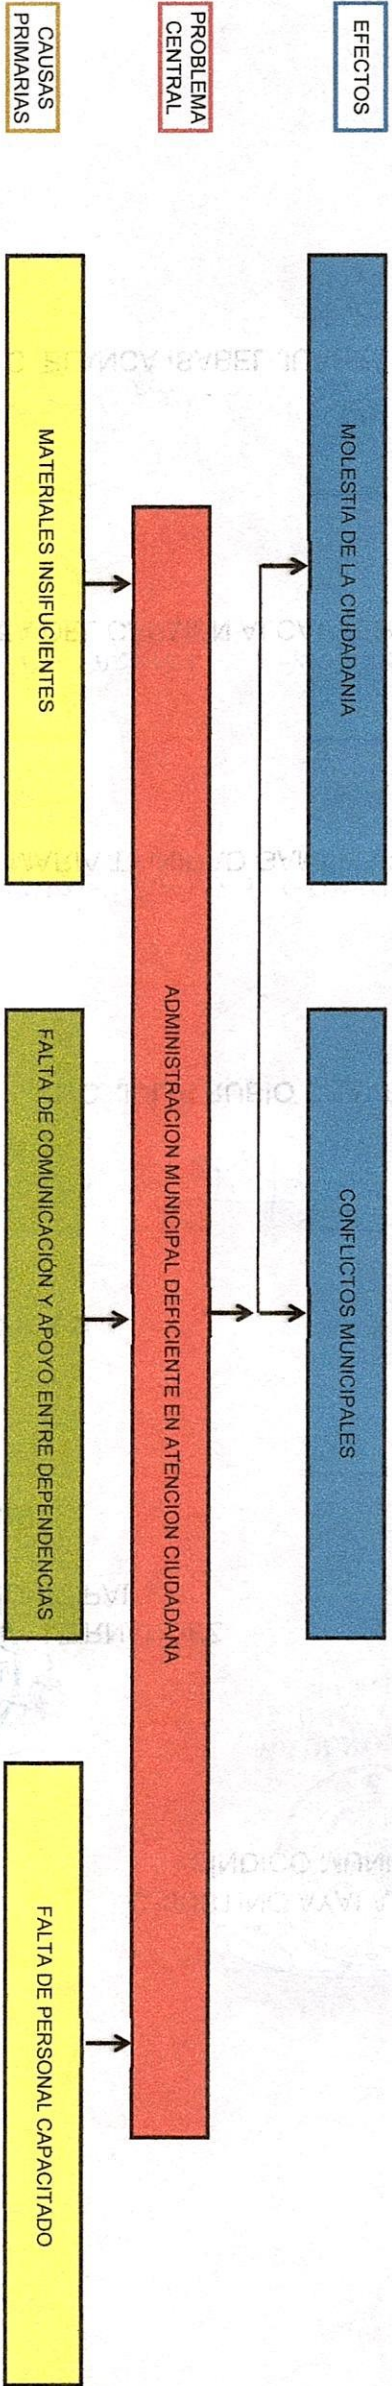 EFECTOS
MOLESTIA DE LA CIUDADANIA
CONFLICTOS MUNICIPALES
PROBLEMA
CENTRAL
ADMINISTRACION MUNICIPAL DEFICIENTE EN ATENCION CIUDADANA
CAUSAS
PRIMARIAS
MATERIALES INSIFUCIENTES
FALTA DE COMUNICACIÓN Y APOYO ENTRE DEPENDENCIAS
FALTA DE PERSONAL CAPACITADO